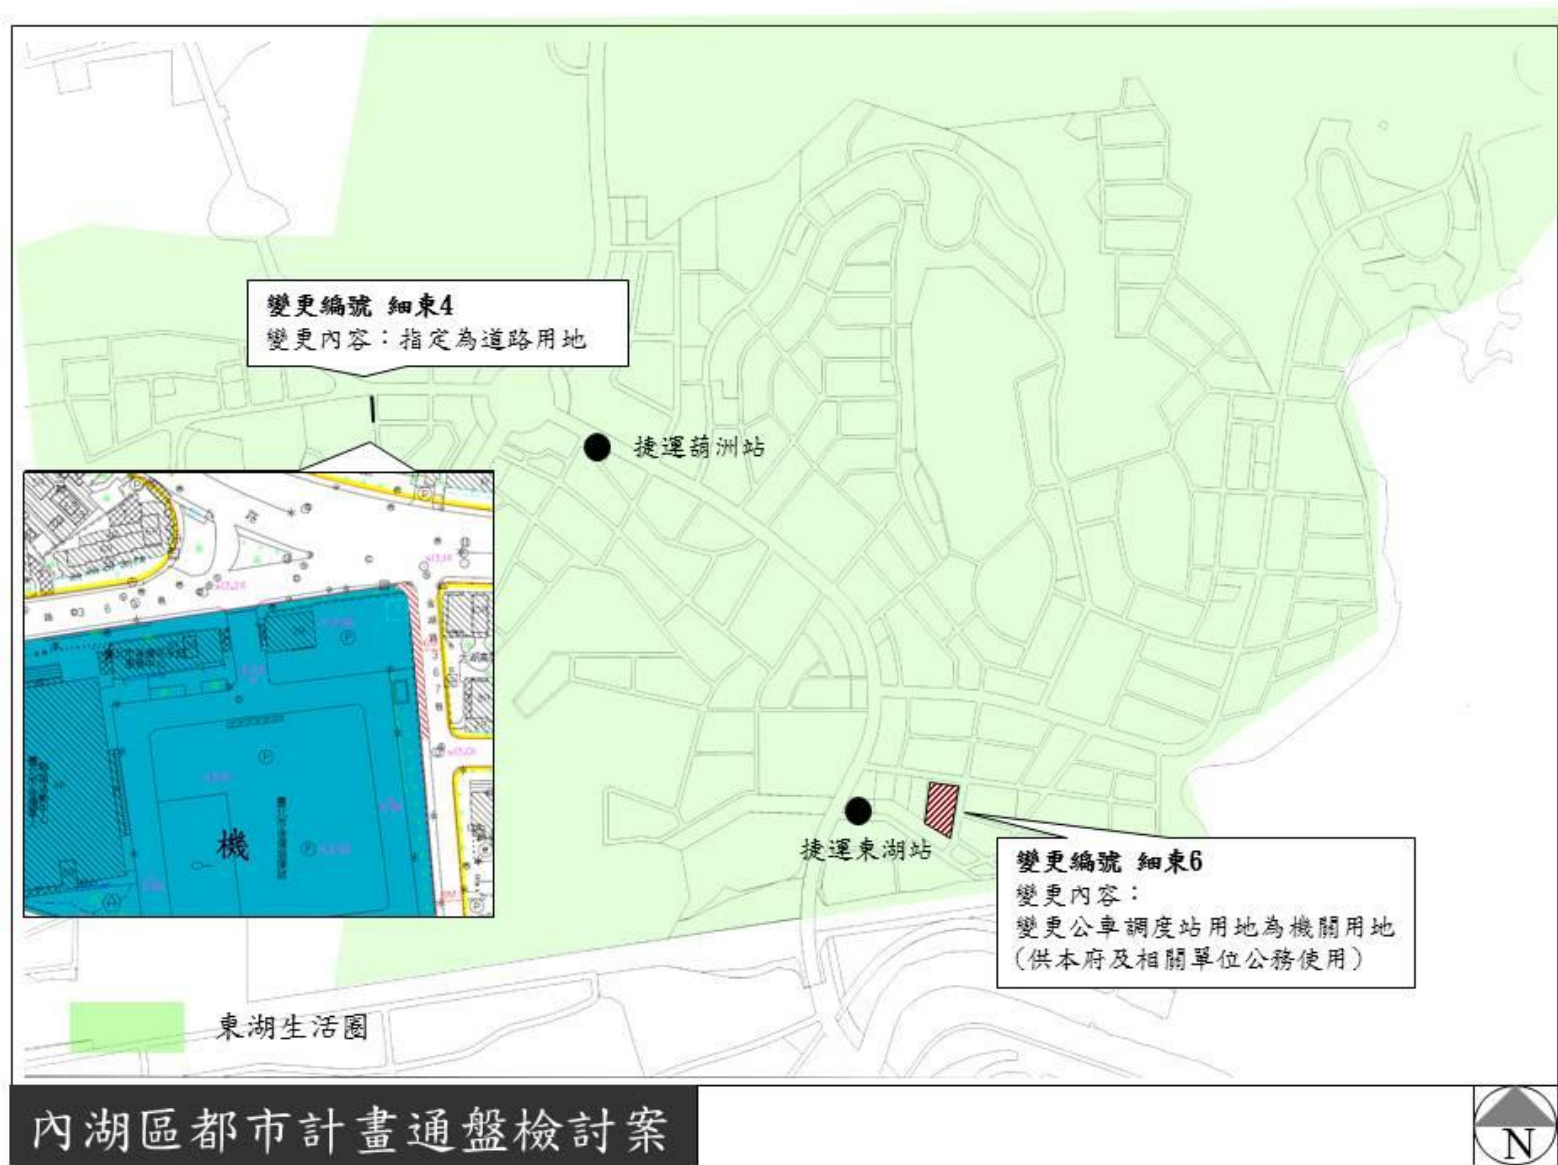 變更編號 細東4
變更內容：指定為道路用地
捷運葫洲站
機
捷運東湖站
變更編號 細東6
變更內容：
變更公車調度站用地為機關用地
(供本府及相關單位公務使用)
東湖生活圈
內湖區都市計畫通盤檢討案
N